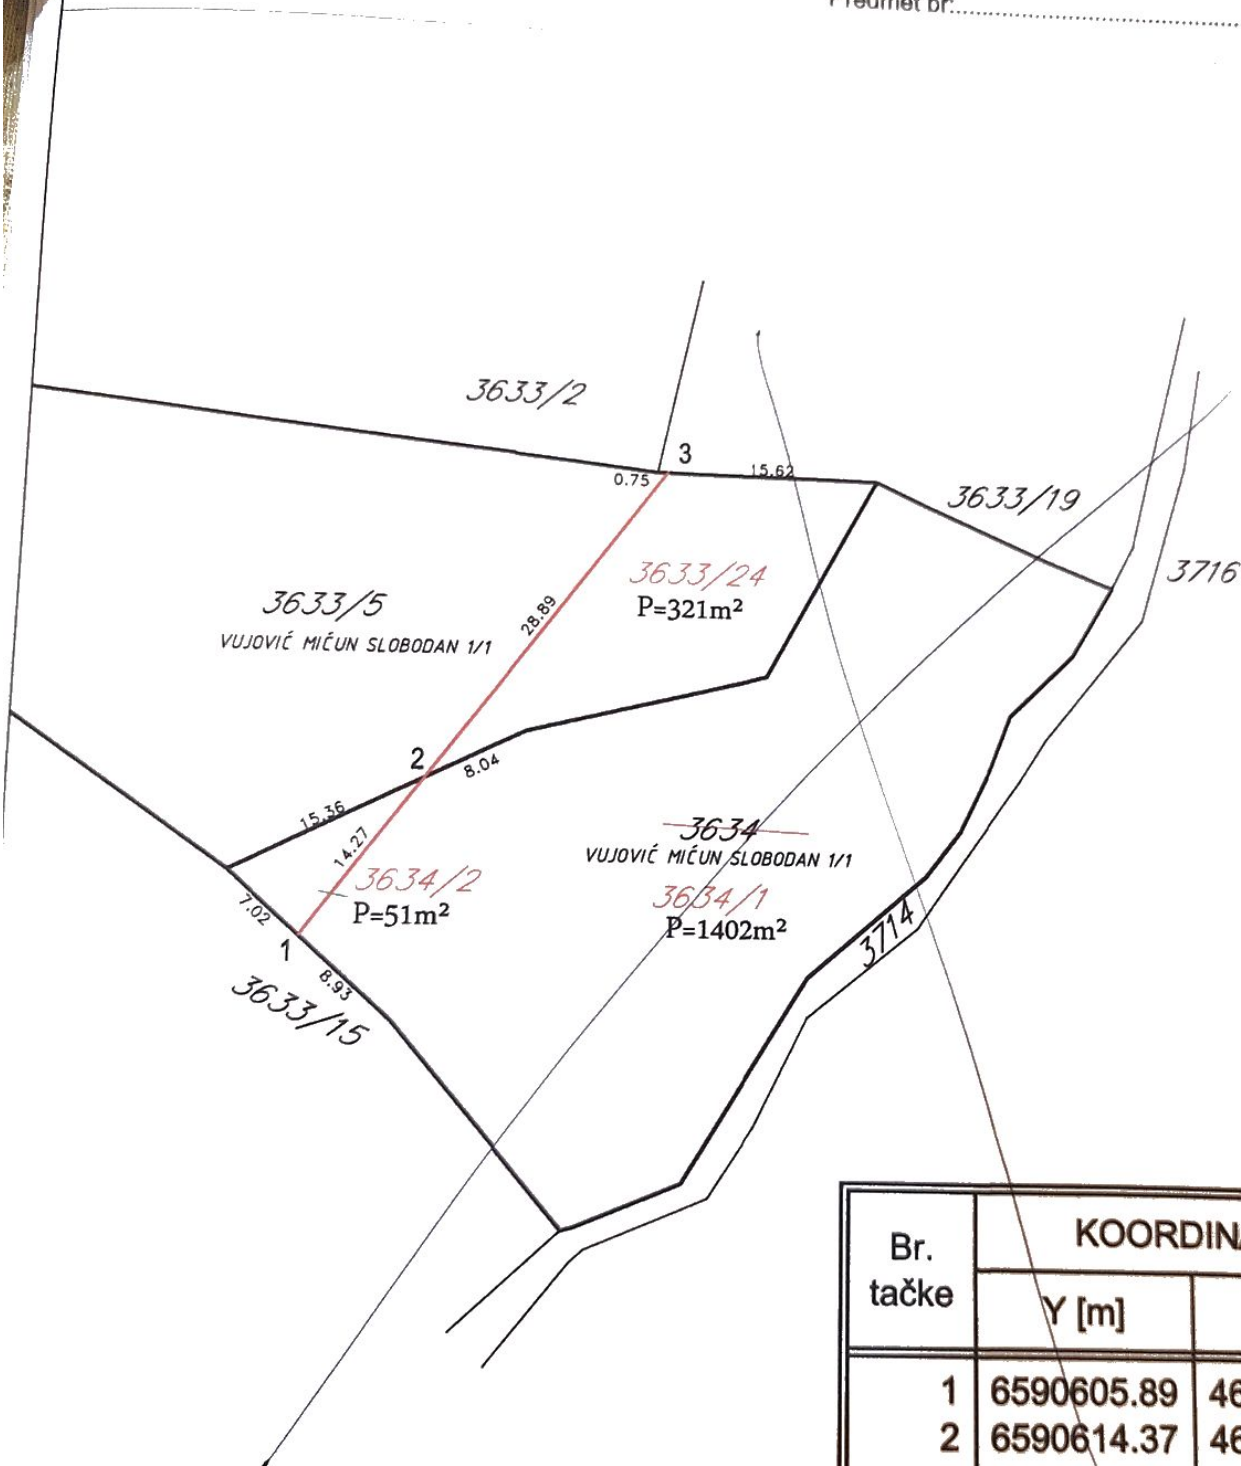 Predmet br:
3633/2
3
0.75
15.62
3633/19
3716
3633/24
P=321m²
3633/5
VUJOVIĆ MIĆUN SLOBODAN 1/1
28.89
2
8.04
15.36
14.27
3634
VUJOVIĆ MIĆUN SLOBODAN 1/1
3634/2
P=51m²
3634/1
P=1402m²
7.02
1
8.93
3714
3633/15
Br.
tačke
KOORDINA
Y [m]
1 6590605.89 46
2 6590614.37 46